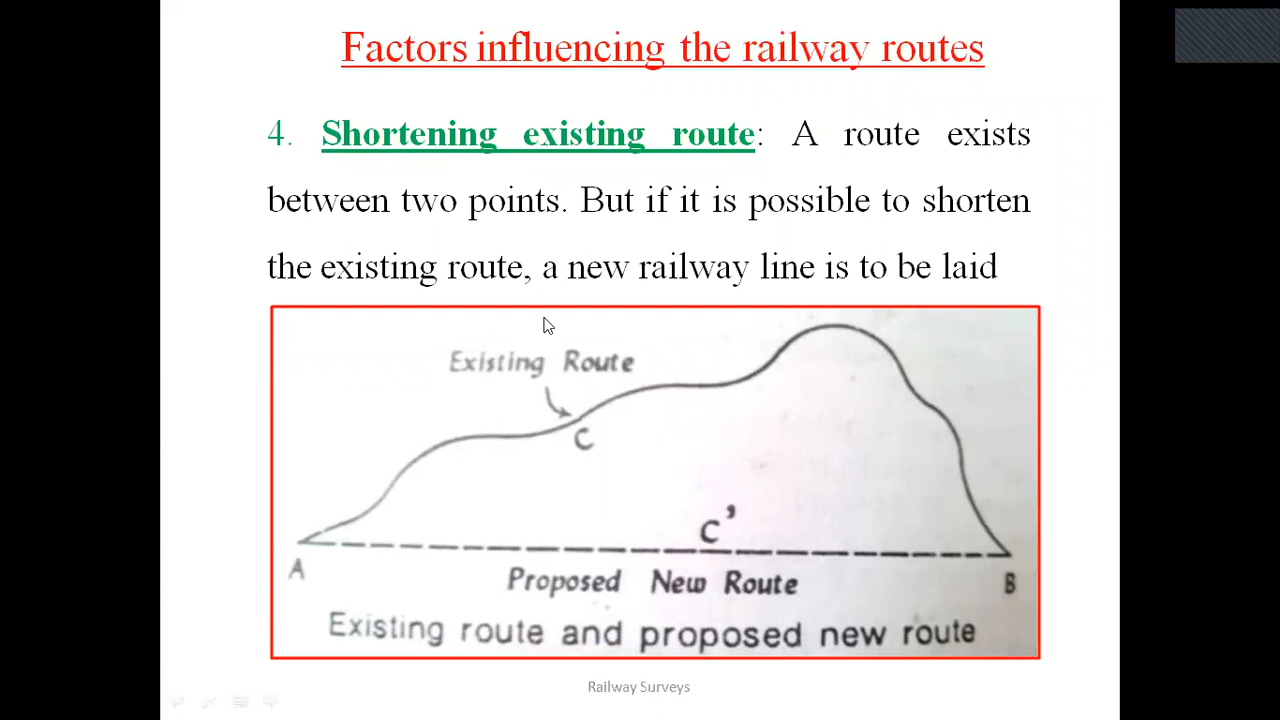 Factors influencing the railway routes
4. Shortening existing route: A route exists
between two points. But if it is possible to shorten
the existing route, a new railway line is to be laid
Existing Route
C
C'
A
B
Proposed New Route
Existing route and proposed new route
Railway Surveys